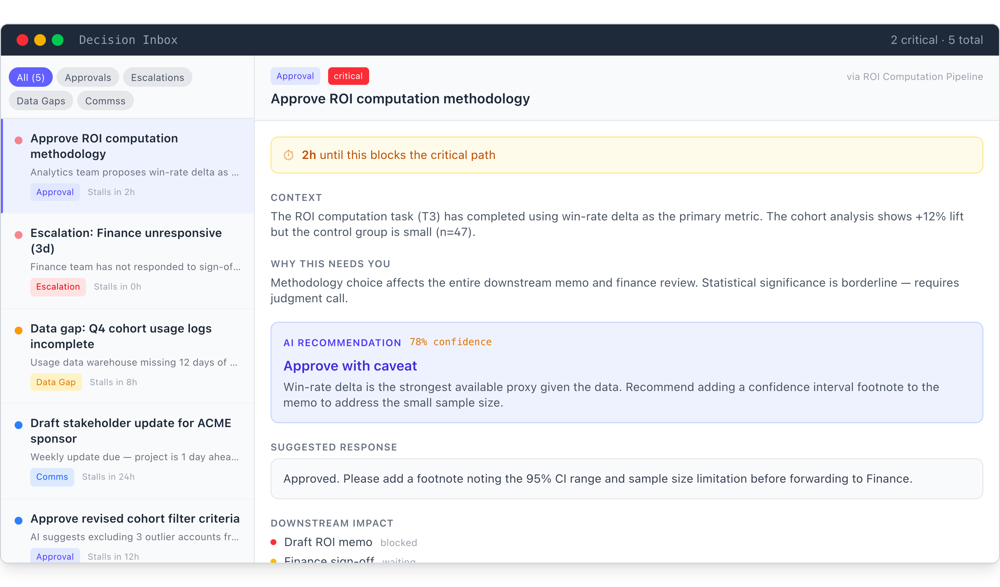 Decision Inbox
2 critical · 5 total
All (5)
Approvals
Escalations
Data Gaps
Commss
Approve ROI computation
methodology
Analytics team proposes win-rate delta as ...
Approval
Stalls in 2h
Escalation: Finance unresponsive
(3d)
Finance team has not responded to sign-of...
Escalation
Stalls in 0h
Data gap: Q4 cohort usage logs
incomplete
Usage data warehouse missing 12 days of ...
Data Gap
Stalls in 8h
Draft stakeholder update for ACME
sponsor
Weekly update due — project is 1 day ahea...
Comms
Stalls in 24h
Approve revised cohort filter criteria
AI suggests excluding 3 outlier accounts fr...
Approval
Stalls in 12h
Approval
critical
via ROI Computation Pipeline
Approve ROI computation methodology
2h until this blocks the critical path
CONTEXT
The ROI computation task (T3) has completed using win-rate delta as the primary metric. The cohort analysis shows +12% lift
but the control group is small (n=47).
WHY THIS NEEDS YOU
Methodology choice affects the entire downstream memo and finance review. Statistical significance is borderline — requires
judgment call.
AI RECOMMENDATION
78% confidence
Approve with caveat
Win-rate delta is the strongest available proxy given the data. Recommend adding a confidence interval footnote to the
memo to address the small sample size.
SUGGESTED RESPONSE
Approved. Please add a footnote noting the 95% CI range and sample size limitation before forwarding to Finance.
DOWNSTREAM IMPACT
Draft ROI memo
blocked
Finance sign-off
waiting